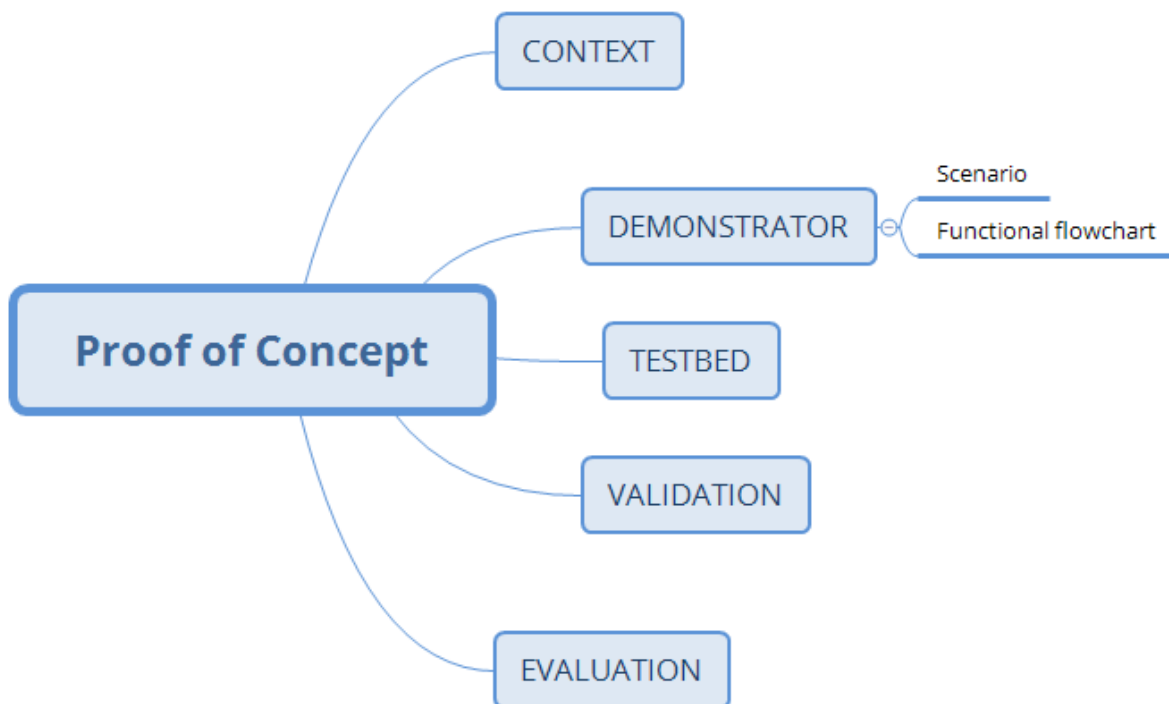 Proof of Concept
CONTEXT
DEMONSTRATOR
Scenario
Functional flowchart
TESTBED
VALIDATION
EVALUATION